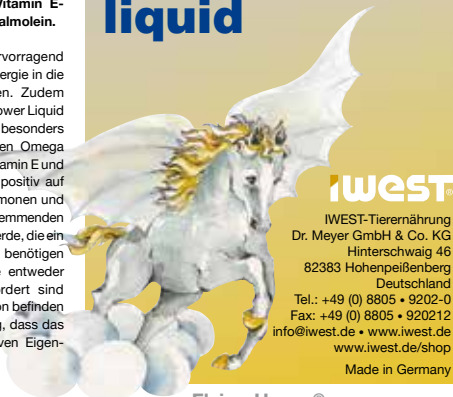 Vitamin E-
almolein.
rvorragend
ergie in die
en. Zudem
ower Liquid
besonders
en Omega
amin E und
positiv auf
monen und
emmenden
erde, die ein
benötigen
entweder
rdert sind
on befinden
g, dass das
ven Eigen-
liquid
iwest®
IWEST-Tierernährung
Dr. Meyer GmbH & Co. KG
Hinterschwaig 46
82383 Hohenpeißenberg
Deutschland
Tel.: +49 (0) 8805 • 9202-0
Fax: +49 (0) 8805 • 920212
info@iwest.de • www.iwest.de
www.iwest.de/shop
Made in Germany